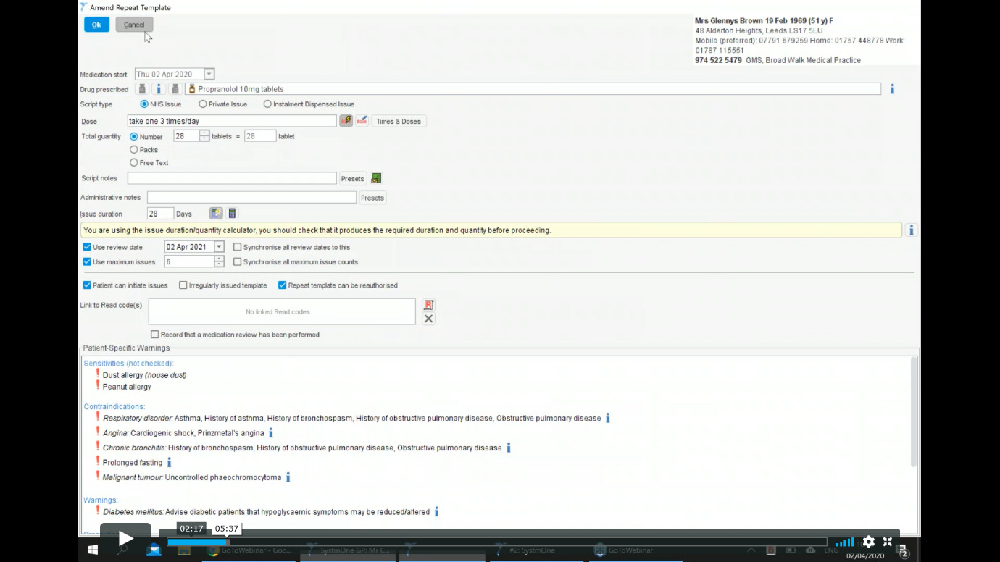 Amend Repeat Template
Ok Cancel
Mrs Glennys Brown 19 Feb 1969 (51 y) F
48 Alderton Heights, Leeds LS17 5LU
Mobile (preferred): 07791 679259 Home: 01757 448778 Work:
01787 115551
974 522 5479 GMS, Broad Walk Medical Practice
Medication start Thu 02 Apr 2020
Drug prescribed Propranolol 10mg tablets
Script type NHS Issue Private Issue Instalment Dispensed Issue
Dose take one 3 times/day Times & Doses
Total quantity Number 28 tablets = 28 tablet
Packs
Free Text
Script notes Presets
Administrative notes Presets
Issue duration 28 Days
You are using the issue duration/quantity calculator, you should check that it produces the required duration and quantity before proceeding.
Use review date 02 Apr 2021 Synchronise all review dates to this
Use maximum issues 6 Synchronise all maximum issue counts
Patient can initiate issues Irregularly issued template Repeat template can be reauthorised
Link to Read code(s) No linked Read codes
Record that a medication review has been performed
Patient-Specific Warnings
Sensitivities (not checked):
Dust allergy (house dust)
Peanut allergy
Contraindications:
Respiratory disorder: Asthma, History of asthma, History of bronchospasm, History of obstructive pulmonary disease, Obstructive pulmonary disease
Angina: Cardiogenic shock, Prinzmetal's angina
Chronic bronchitis: History of bronchospasm, History of obstructive pulmonary disease, Obstructive pulmonary disease
Prolonged fasting
Malignant tumour: Uncontrolled phaeochromocytoma
Warnings:
Diabetes mellitus: Advise diabetic patients that hypoglycaemic symptoms may be reduced/altered
02:17 05:37
GoToWebinar - Goo... SystmOne GP: Mr C... #2: SystmOne GoToWebinar ENG
02/04/2020 2